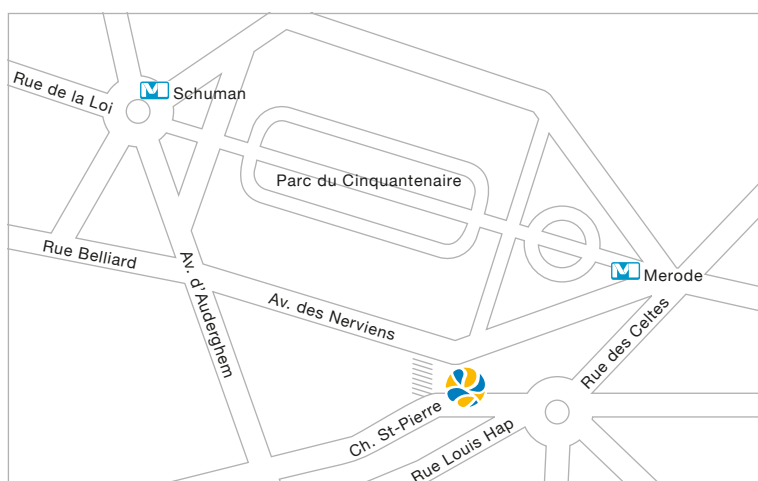 Rue de la Loi
M
Schuman
Parc du Cinquantenaire
Rue Belliard
Av. d'Auderghem
M
Merode
Av. des Nerviens
Rue des Celtes
Ch. St-Pierre
Rue Louis Hap